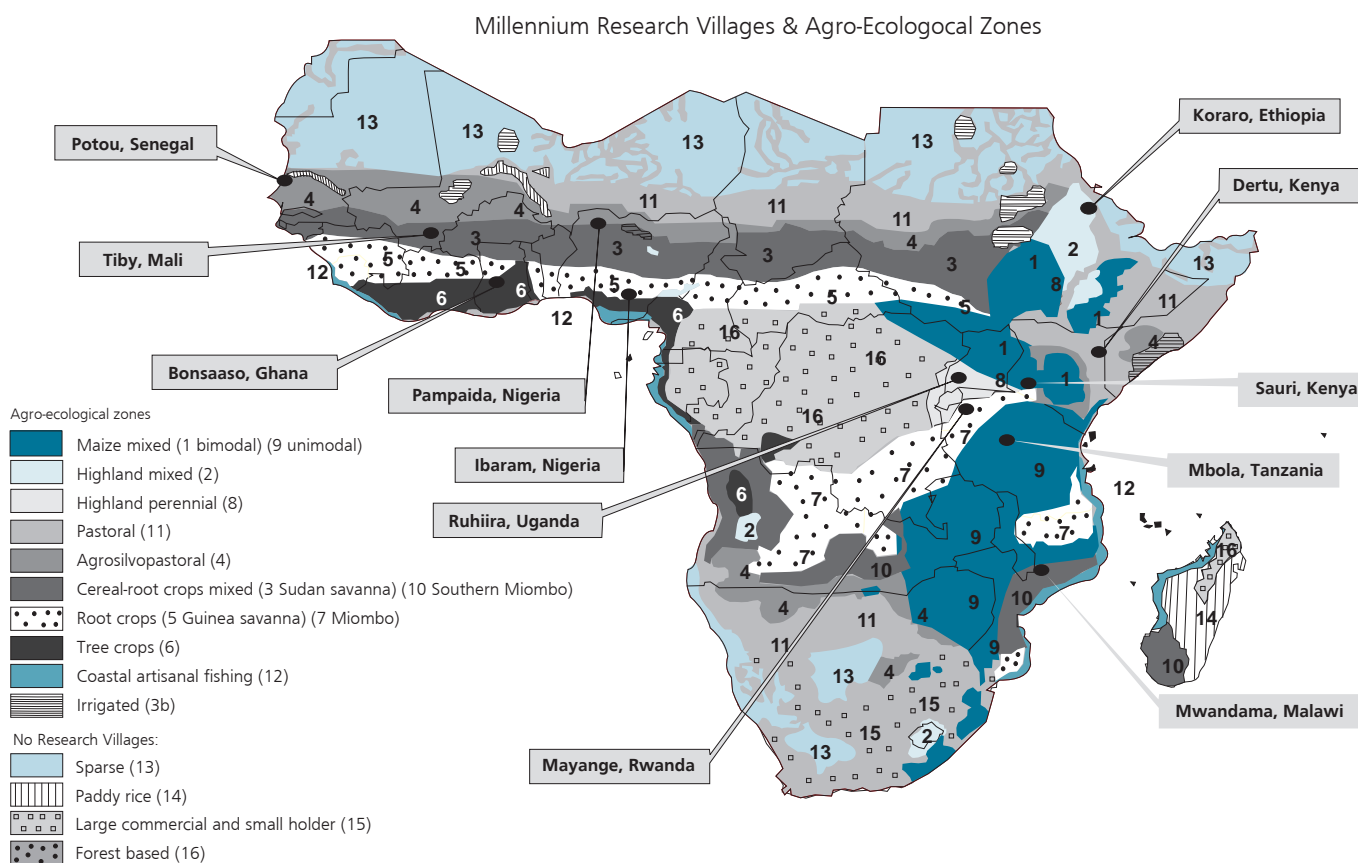 Millennium Research Villages & Agro-Ecologocal Zones
Potou, Senegal
Koraro, Ethiopia
Dertu, Kenya
Tiby, Mali
Bonsaaso, Ghana
Pampaida, Nigeria
Sauri, Kenya
Ibaram, Nigeria
Mbola, Tanzania
Ruhiira, Uganda
Mwandama, Malawi
Mayange, Rwanda
13 13 13 13
4 4 4 11 11 11 2 13
3 3 3 4 3 1 8 11
12 5 5 5 5 5 1 4
6 6 12 6 16 16 1 8 1
16 7 9 12
6 7 7 7
2 7 9 16
4 10 10 14
4 11 4 9
11 9 10
13 4 15
15 2
13
Agro-ecological zones
Maize mixed (1 bimodal) (9 unimodal)
Highland mixed (2)
Highland perennial (8)
Pastoral (11)
Agrosilvopastoral (4)
Cereal-root crops mixed (3 Sudan savanna) (10 Southern Miombo)
Root crops (5 Guinea savanna) (7 Miombo)
Tree crops (6)
Coastal artisanal fishing (12)
Irrigated (3b)
No Research Villages:
Sparse (13)
Paddy rice (14)
Large commercial and small holder (15)
Forest based (16)